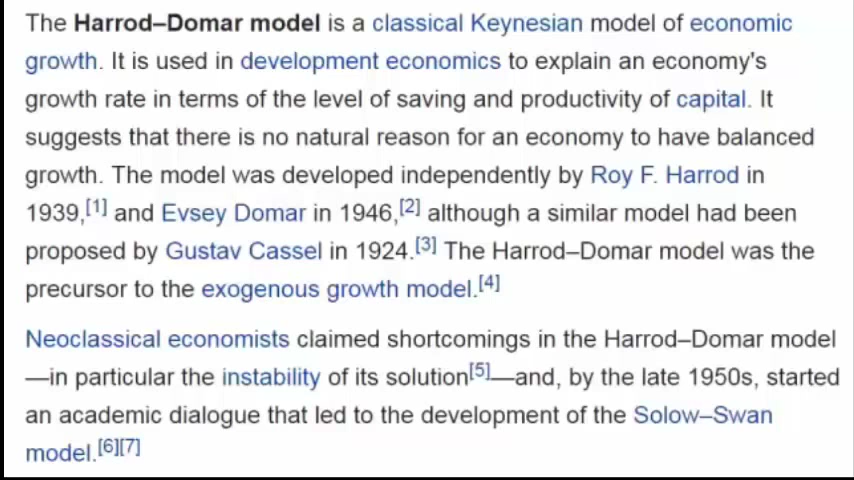 The Harrod–Domar model is a classical Keynesian model of economic
growth. It is used in development economics to explain an economy's
growth rate in terms of the level of saving and productivity of capital. It
suggests that there is no natural reason for an economy to have balanced
growth. The model was developed independently by Roy F. Harrod in
1939,[1] and Evsey Domar in 1946,[2] although a similar model had been
proposed by Gustav Cassel in 1924.[3] The Harrod–Domar model was the
precursor to the exogenous growth model.[4]
Neoclassical economists claimed shortcomings in the Harrod–Domar model
—in particular the instability of its solution[5]—and, by the late 1950s, started
an academic dialogue that led to the development of the Solow–Swan
model.[6][7]